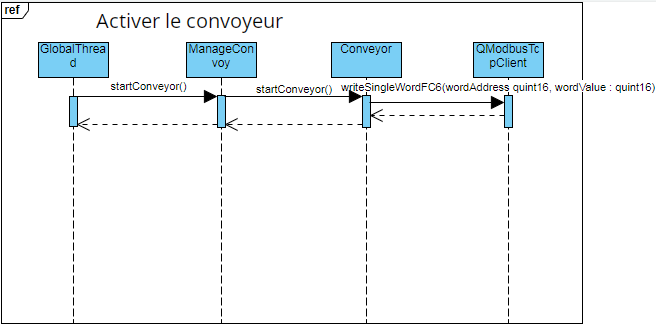 ref
Activer le convoyeur
GlobalThrea
d
ManageCon
voy
Conveyor
QModbusTc
pClient
startConveyor()
startConveyor()
writeSingleWordFC6(wordAddress quint16, wordValue : quint16)